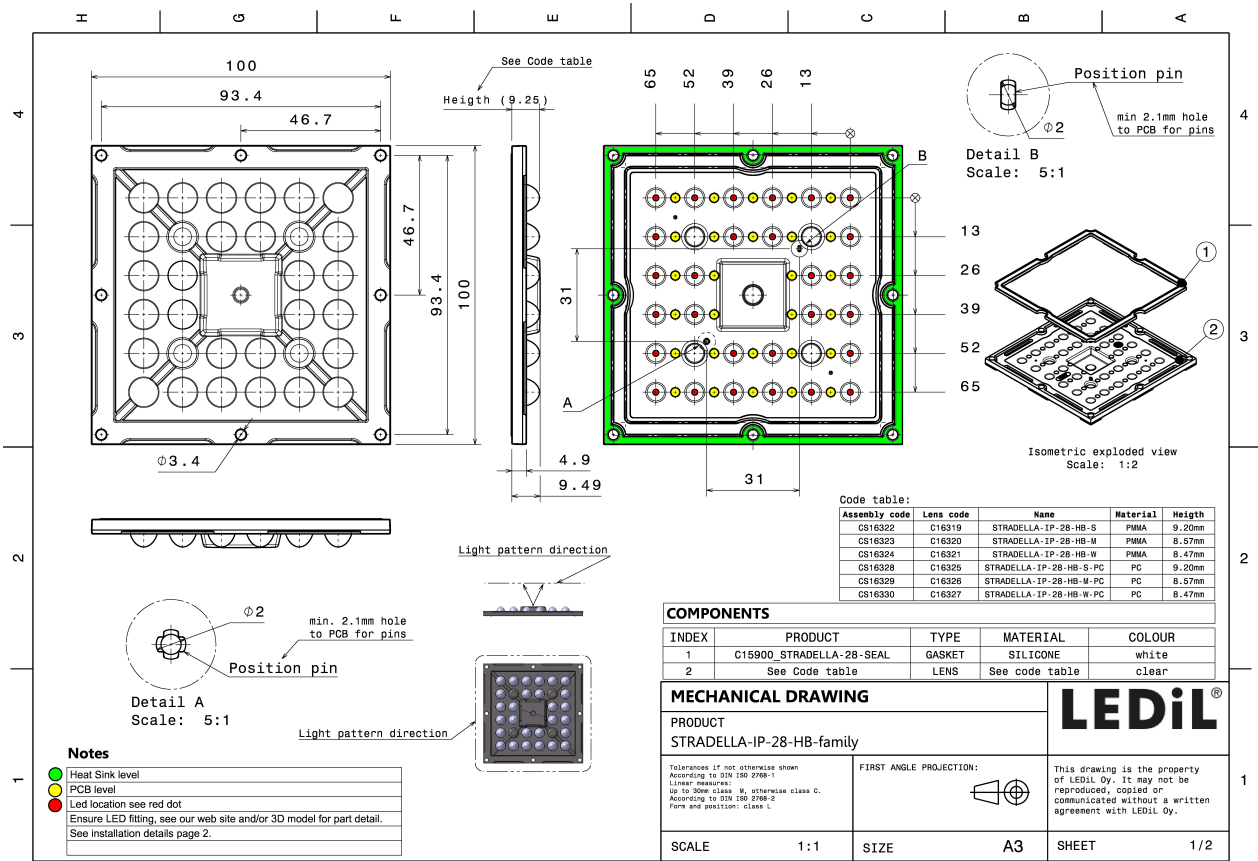 H G F E D C B A
4
3
2
1
4
3
2
1
100
93.4
46.7
46.7
93.4
100
Ø3.4
See Code table
Heigth (9.25)
4.9
9.49
65 52 39 26 13
B
A
31
31
13
26
39
52
65
Position pin
Ø2
min 2.1mm hole
to PCB for pins
Detail B
Scale: 5:1
1
2
Isometric exploded view
Scale: 1:2
Ø2
min. 2.1mm hole
to PCB for pins
Position pin
Detail A
Scale: 5:1
Light pattern direction
Light pattern direction
Notes
Heat Sink level
PCB level
Led location see red dot
Ensure LED fitting, see our web site and/or 3D model for part detail.
See installation details page 2.
Code table:
Assembly code Lens code Name Material Heigth
CS16322 C16319 STRADELLA-IP-28-HB-S PMMA 9.20mm
CS16323 C16320 STRADELLA-IP-28-HB-M PMMA 8.57mm
CS16324 C16321 STRADELLA-IP-28-HB-W PMMA 8.47mm
CS16328 C16325 STRADELLA-IP-28-HB-S-PC PC 9.20mm
CS16329 C16326 STRADELLA-IP-28-HB-M-PC PC 8.57mm
CS16330 C16327 STRADELLA-IP-28-HB-W-PC PC 8.47mm
COMPONENTS
INDEX PRODUCT TYPE MATERIAL COLOUR
1 C15900_STRADELLA-28-SEAL GASKET SILICONE white
2 See Code table LENS See code table clear
MECHANICAL DRAWING
LEDiL®
PRODUCT
STRADELLA-IP-28-HB-family
Tolerances if not otherwise shown
According to DIN ISO 2768-1
Linear measures:
Up to 30mm class M, otherwise class C.
According to DIN ISO 2768-2
Form and position: class L
FIRST ANGLE PROJECTION:
This drawing is the property
of LEDiL Oy. It may not be
reproduced, copied or
communicated without a written
agreement with LEDiL Oy.
SCALE 1:1 SIZE A3 SHEET 1/2